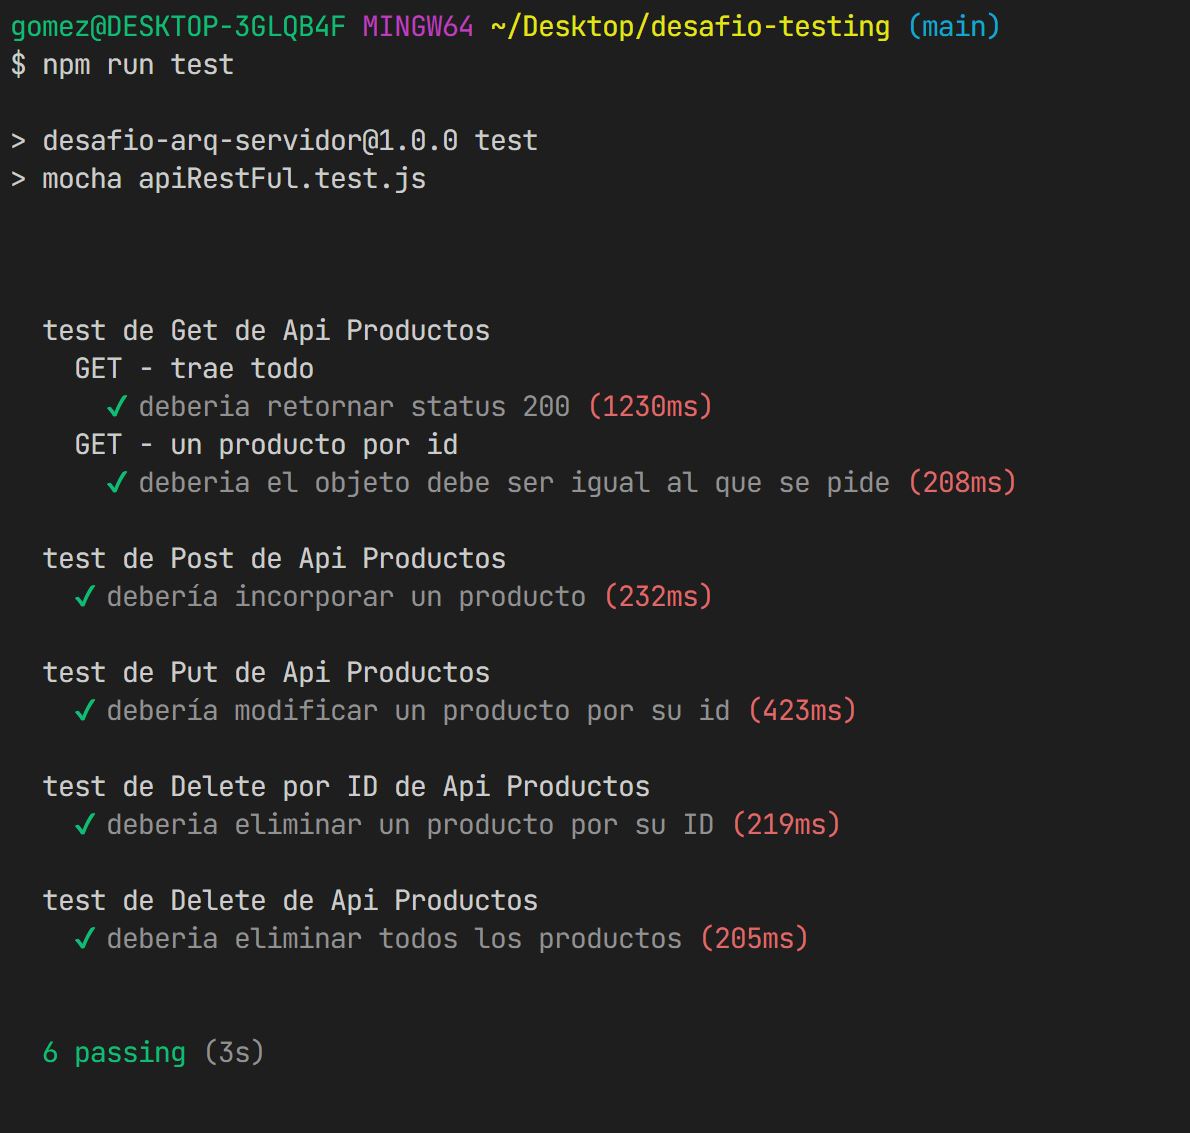 gomez@DESKTOP-3GLQB4F MINGW64 ~/Desktop/desafio-testing (main)
$ npm run test
> desafio-arq-servidor@1.0.0 test
> mocha apiRestFul.test.js
test de Get de Api Productos
GET - trae todo
✓ deberia retornar status 200 (1230ms)
GET - un producto por id
✓ deberia el objeto debe ser igual al que se pide (208ms)
test de Post de Api Productos
✓ debería incorporar un producto (232ms)
test de Put de Api Productos
✓ debería modificar un producto por su id (423ms)
test de Delete por ID de Api Productos
✓ deberia eliminar un producto por su ID (219ms)
test de Delete de Api Productos
✓ deberia eliminar todos los productos (205ms)
6 passing (3s)